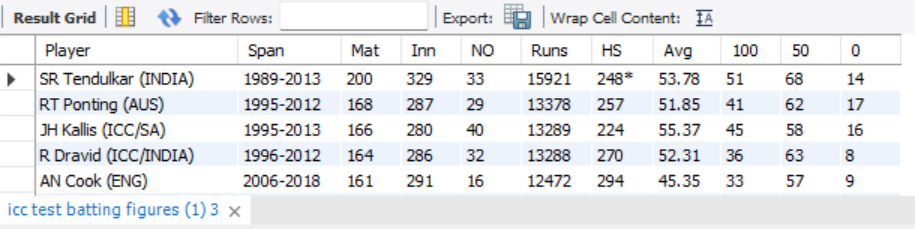 Result Grid Filter Rows: Export: Wrap Cell Content: IA
Player Span Mat Inn NO Runs HS Avg 100 50 0
SR Tendulkar (INDIA) 1989-2013 200 329 33 15921 248* 53.78 51 68 14
RT Ponting (AUS) 1995-2012 168 287 29 13378 257 51.85 41 62 17
JH Kallis (ICC/SA) 1995-2013 166 280 40 13289 224 55.37 45 58 16
R Dravid (ICC/INDIA) 1996-2012 164 286 32 13288 270 52.31 36 63 8
AN Cook (ENG) 2006-2018 161 291 16 12472 294 45.35 33 57 9
icc test batting figures (1) 3